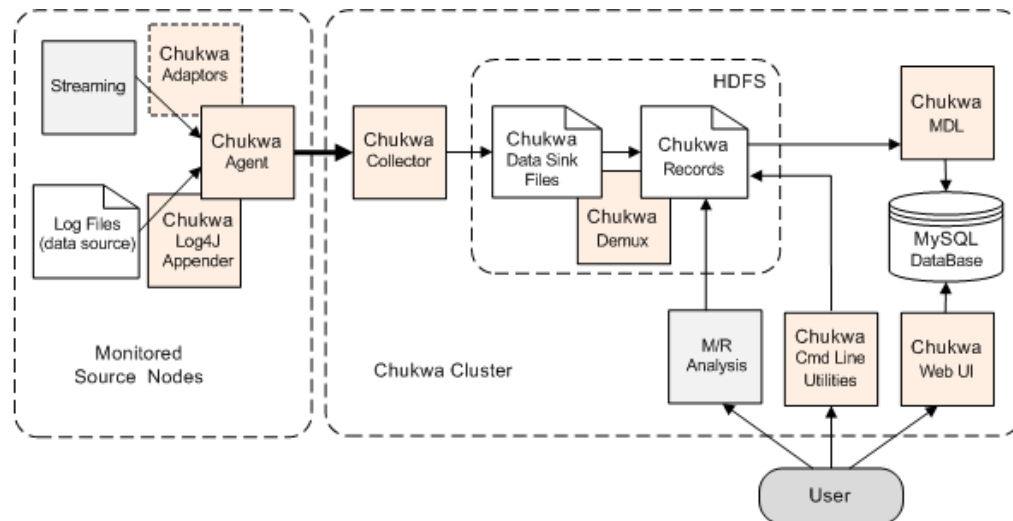 Streaming
Chukwa
Adaptors
Chukwa
Agent
Log Files
(data source)
Chukwa
Log4J
Appender
Monitored
Source Nodes
Chukwa
Collector
HDFS
Chukwa
Data Sink
Files
Chukwa
Records
Chukwa
Demux
Chukwa
MDL
MySQL
DataBase
M/R
Analysis
Chukwa
Cmd Line
Utilities
Chukwa
Web UI
Chukwa Cluster
User